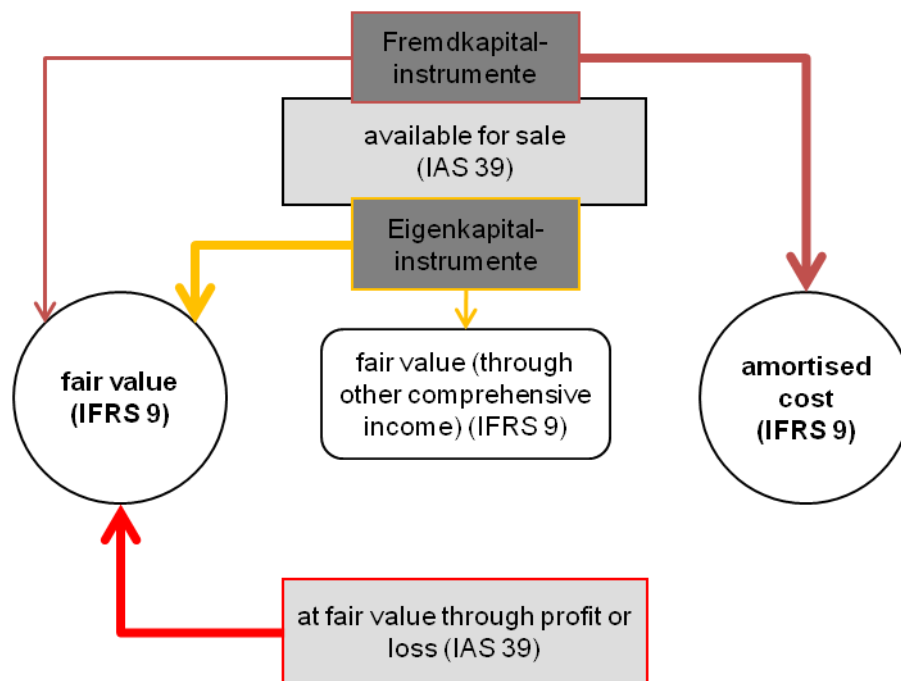 Fremdkapital-
instrumente
available for sale
(IAS 39)
Eigenkapital-
instrumente
fair value
(IFRS 9)
fair value (through
other comprehensive
income) (IFRS 9)
amortised
cost
(IFRS 9)
at fair value through profit or
loss (IAS 39)